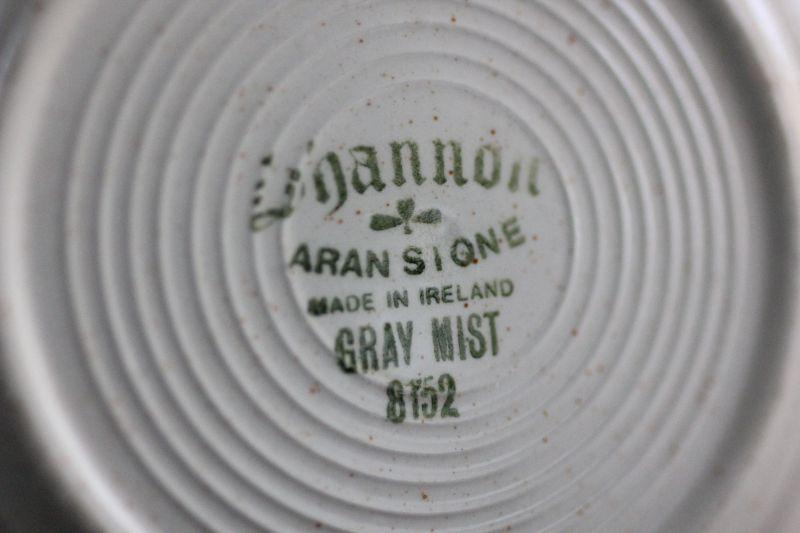 Shannon
ARAN STONE
MADE IN IRELAND
GRAY MIST
8152